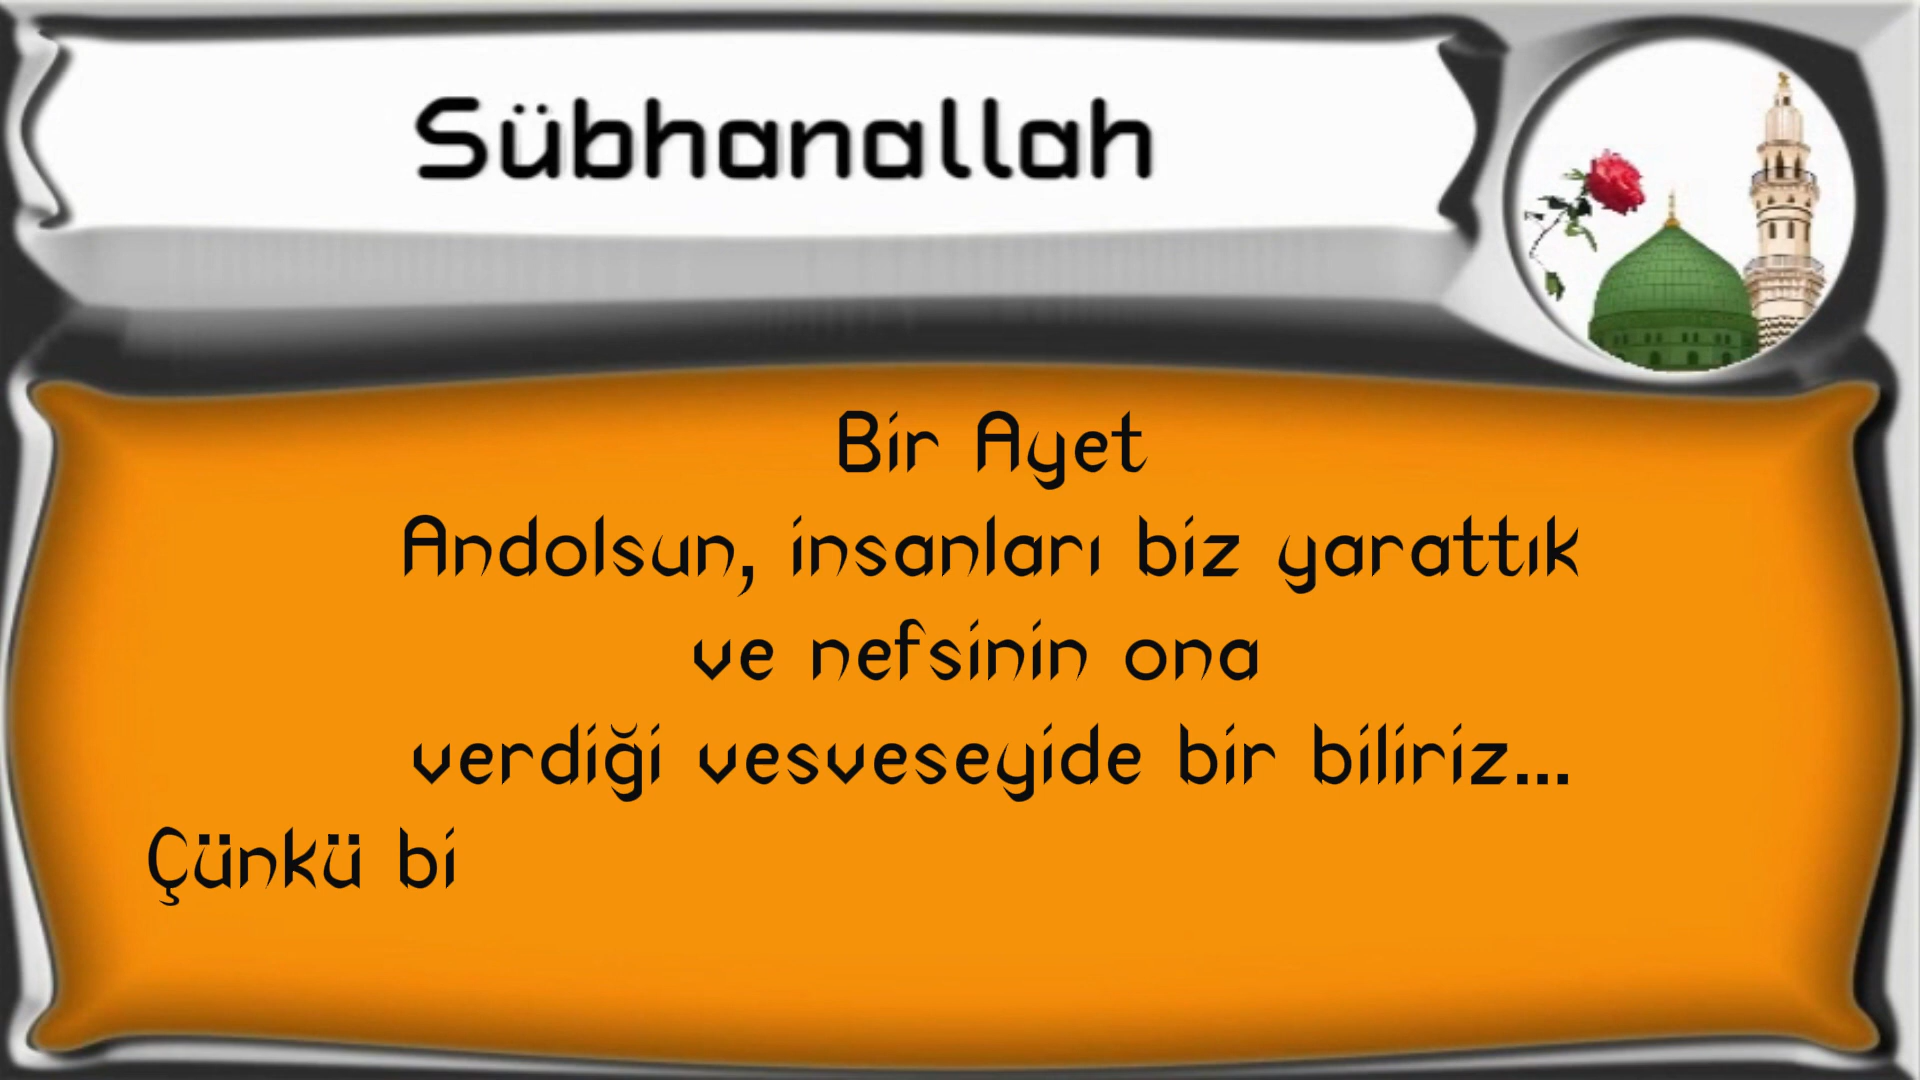 Sübhanallah
Bir Ayet
Andolsun, insanları biz yarattık
ve nefsinin ona
verdiği vesveseyide bir biliriz...
Çünkü bi